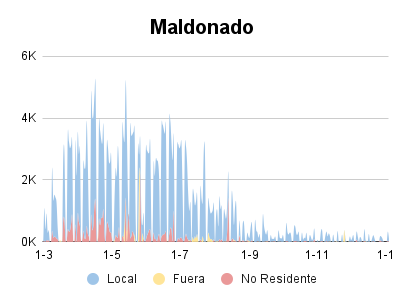 Maldonado
6K
4K
2K
0K
1-3
1-5
1-7
1-9
1-11
1-1
Local
Fuera
No Residente